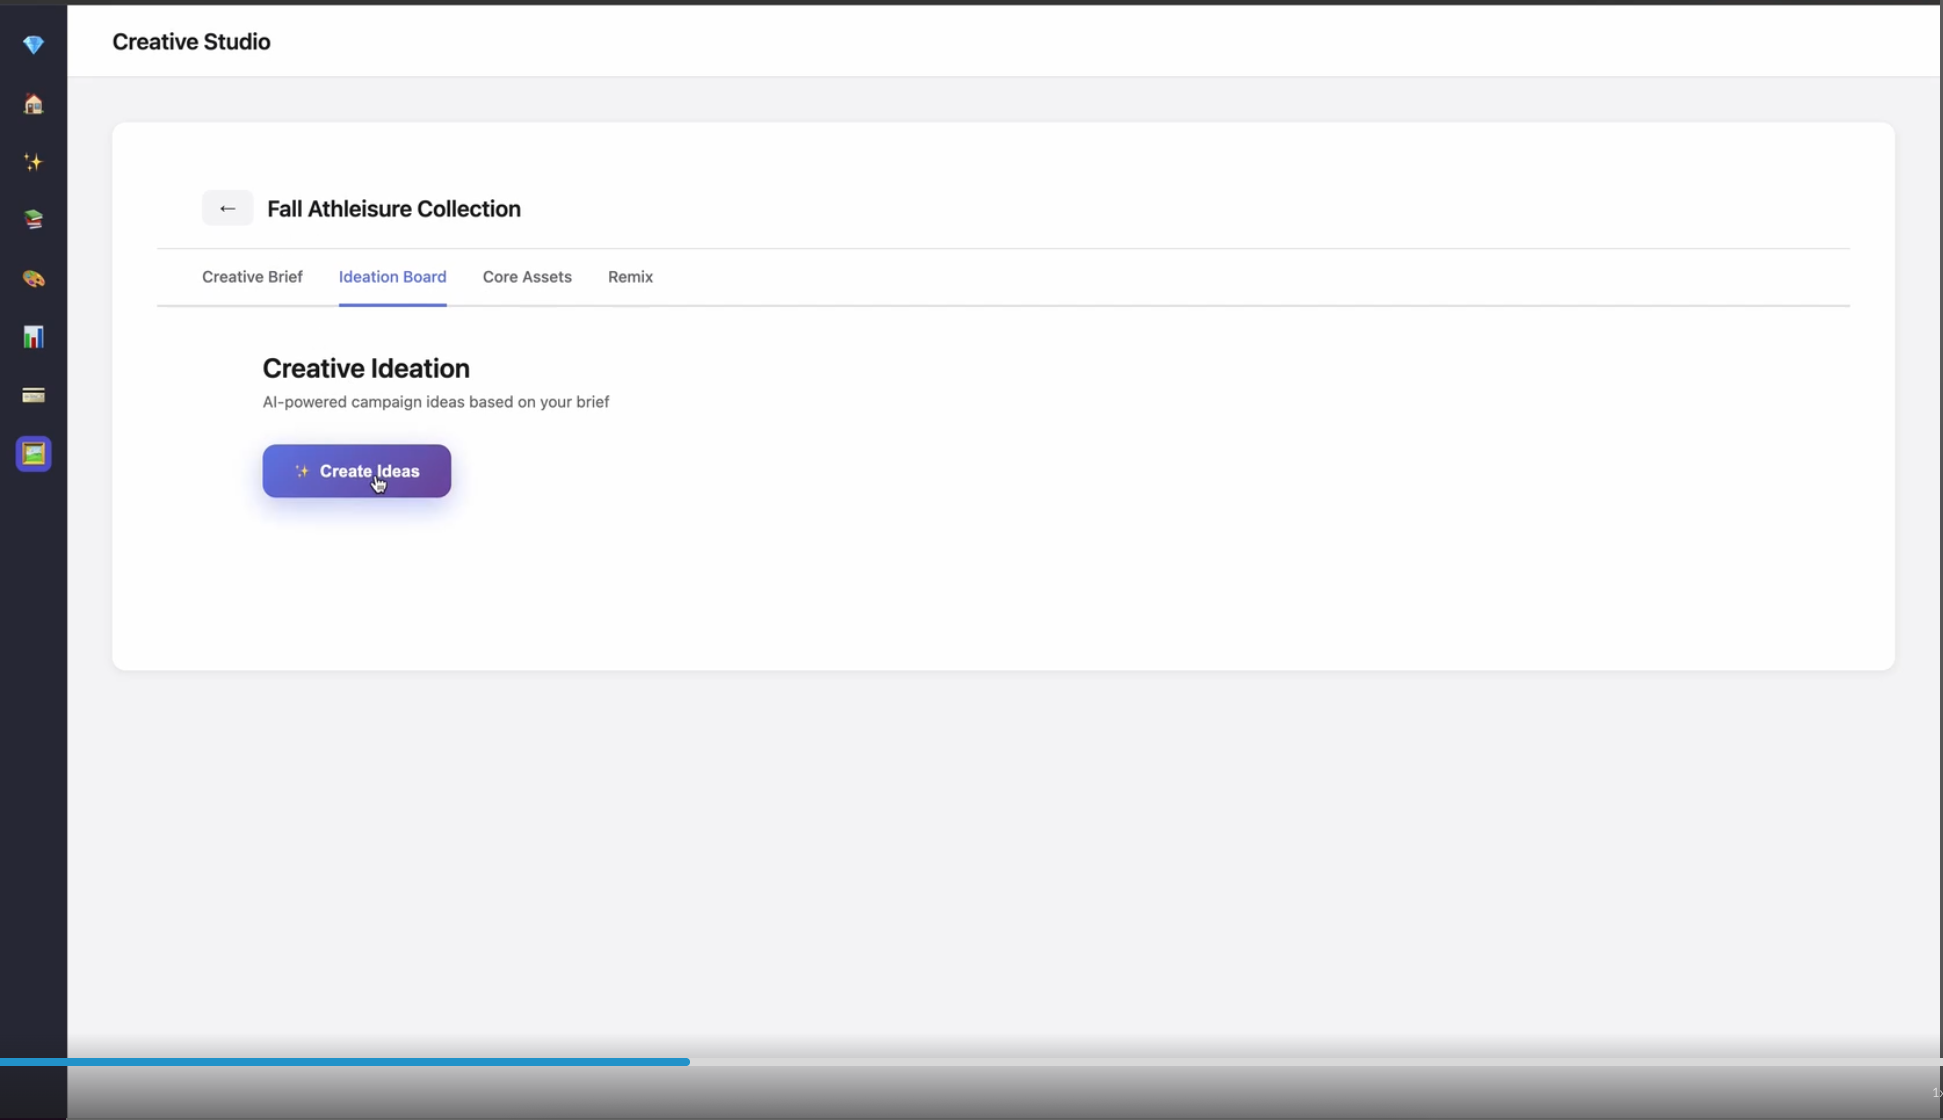 Creative Studio
← Fall Athleisure Collection
Creative Brief Ideation Board Core Assets Remix
Creative Ideation
AI-powered campaign ideas based on your brief
✨ Create Ideas